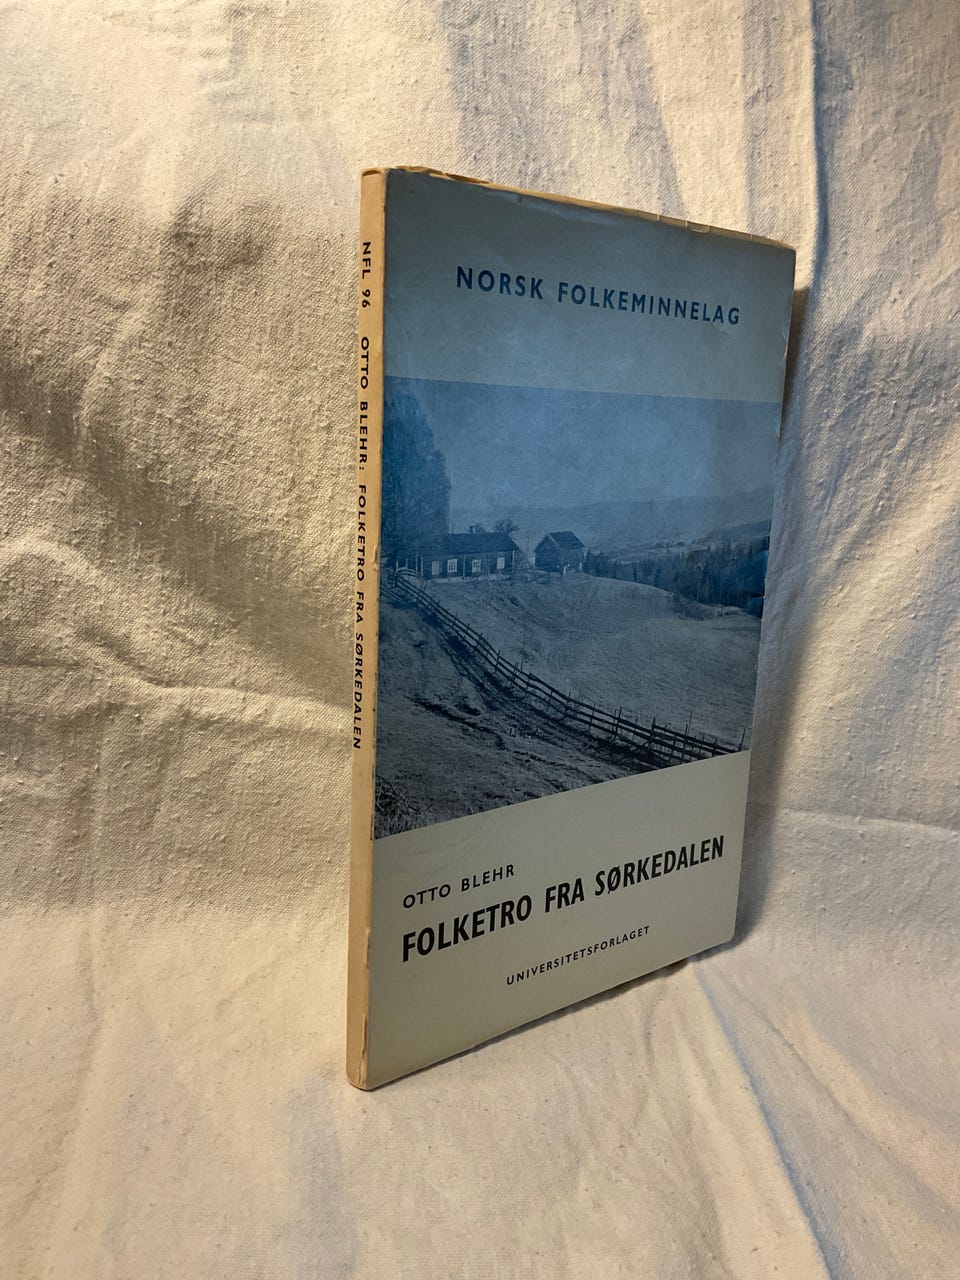 NFL 96 OTTO BLEHR: FOLKETRO FRA SØRKEDALEN
NORSK FOLKEMINNELAG
OTTO BLEHR
FOLKETRO FRA SØRKEDALEN
UNIVERSITETSFORLAGET